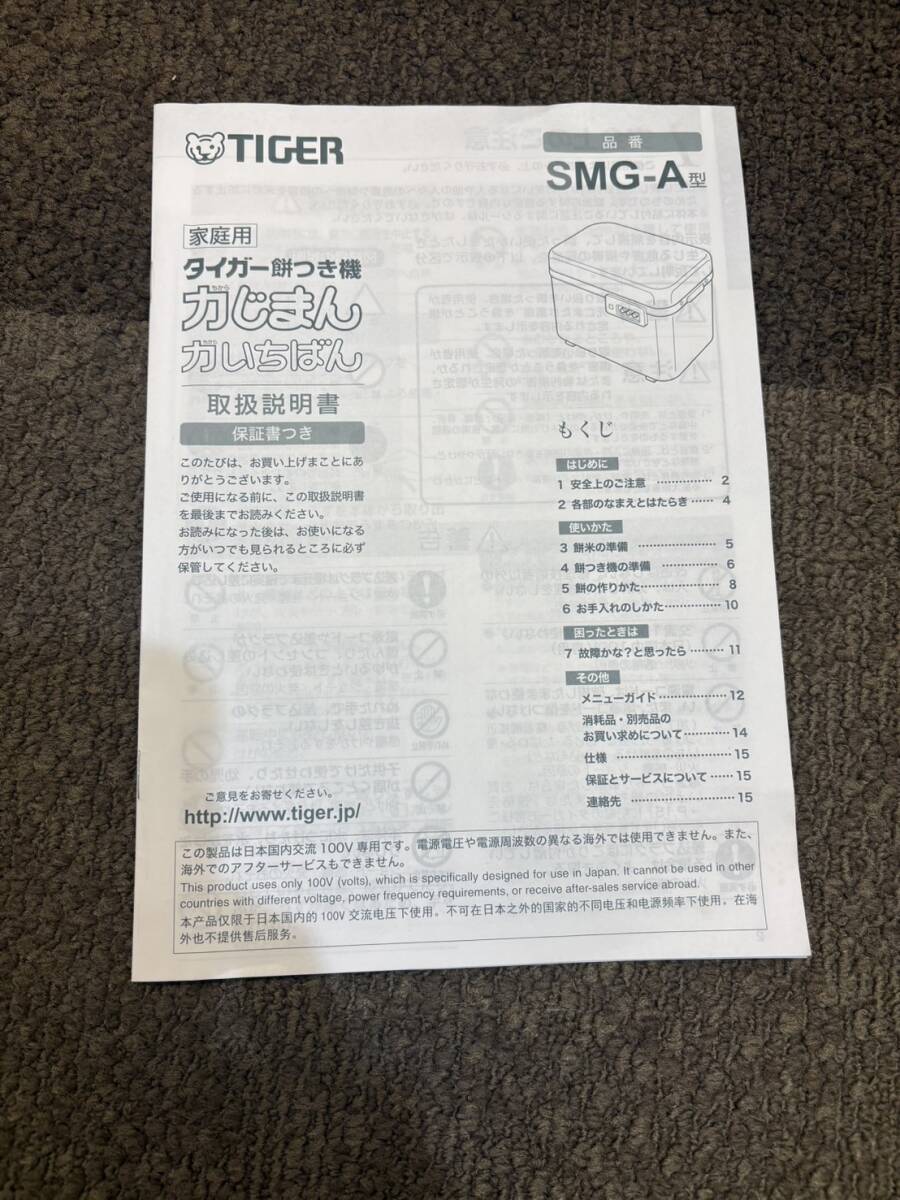 TIGER
品番
SMG-A型
家庭用
タイガー餅つき機
力じまん
力いちばん
取扱説明書
保証書つき
このたびは、お買い上げまことにあ
りがとうございます。
ご使用になる前に、この取扱説明書
を最後までお読みください。
お読みになった後は、お使いになる
方がいつでも見られるところに必ず
保管してください。
ご意見をお寄せください。
http://www.tiger.jp/
もくじ
はじめに
1 安全上のご注意 …………… 2
2 各部のなまえとはたらき …… 4
使いかた
3 餅米の準備 ………………… 5
4 餅つき機の準備 …………… 6
5 餅の作りかた……………… 8
6 お手入れのしかた………… 10
困ったときは
7 故障かな?と思ったら ……… 11
その他
メニューガイド……………… 12
消耗品・別売品の
お買い求めについて………… 14
仕様 ………………………… 15
保証とサービスについて …… 15
連絡先 ……………………… 15
この製品は日本国内交流 100V 専用です。電源電圧や電源周波数の異なる海外では使用できません。また、
海外でのアフターサービスもできません。
This product uses only 100V (volts), which is specifically designed for use in Japan. It cannot be used in other
countries with different voltage, power frequency requirements, or receive after-sales service abroad.
本产品仅限于日本国内的 100V 交流电压下使用。不可在日本之外的国家的不同电压和电源频率下使用。在海
外也不提供售后服务。